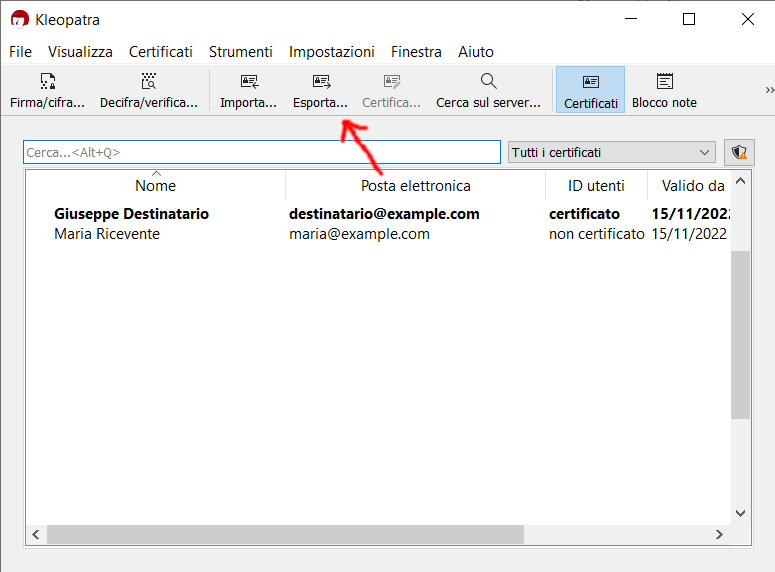 Kleopatra
File Visualizza Certificati Strumenti Impostazioni Finestra Aiuto
Firma/cifra... Decifra/verifica... Importa... Esporta... Certifica... Cerca sul server... Certificati Blocco note
Cerca...<Alt+Q> Tutti i certificati
Nome Posta elettronica ID utenti Valido da
Giuseppe Destinatario destinatario@example.com certificato 15/11/2022
Maria Ricevente maria@example.com non certificato 15/11/2022